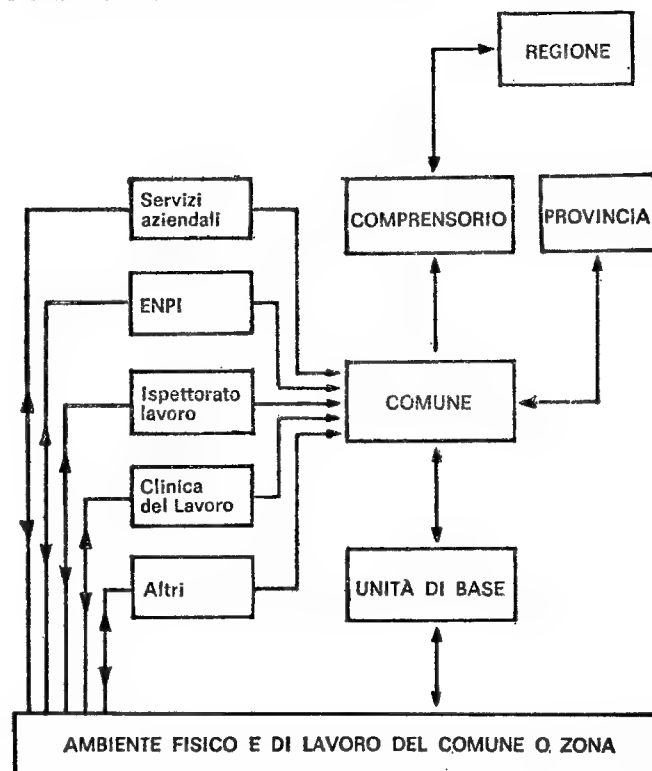 REGIONE
Servizi
aziendali
COMPRENSORIO
PROVINCIA
ENPI
Ispettorato
lavoro
COMUNE
Clinica
del Lavoro
Altri
UNITÀ DI BASE
AMBIENTE FISICO E DI LAVORO DEL COMUNE O ZONA